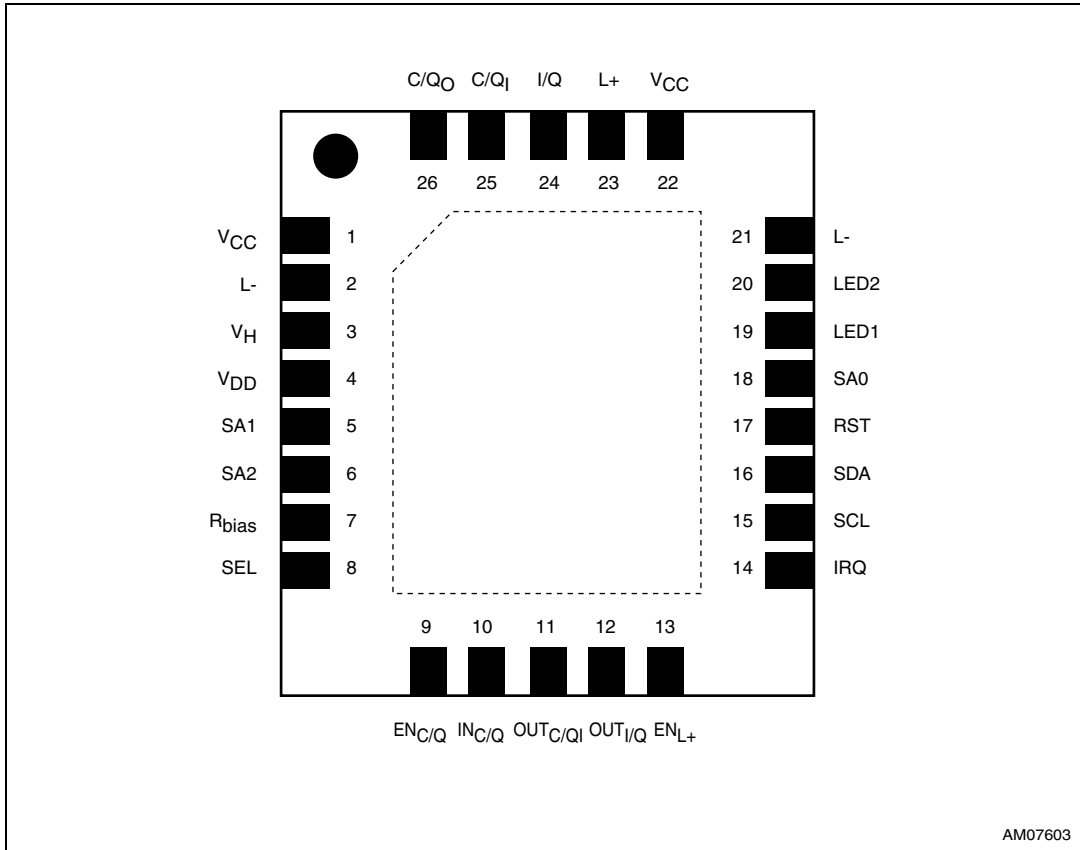 C/QO C/QI I/Q L+ VCC
26 25 24 23 22
VCC 1 21 L-
L- 2 20 LED2
VH 3 19 LED1
VDD 4 18 SA0
SA1 5 17 RST
SA2 6 16 SDA
Rbias 7 15 SCL
SEL 8 14 IRQ
9 10 11 12 13
ENC/Q INC/Q OUTC/QI OUTI/Q ENL+
AM07603